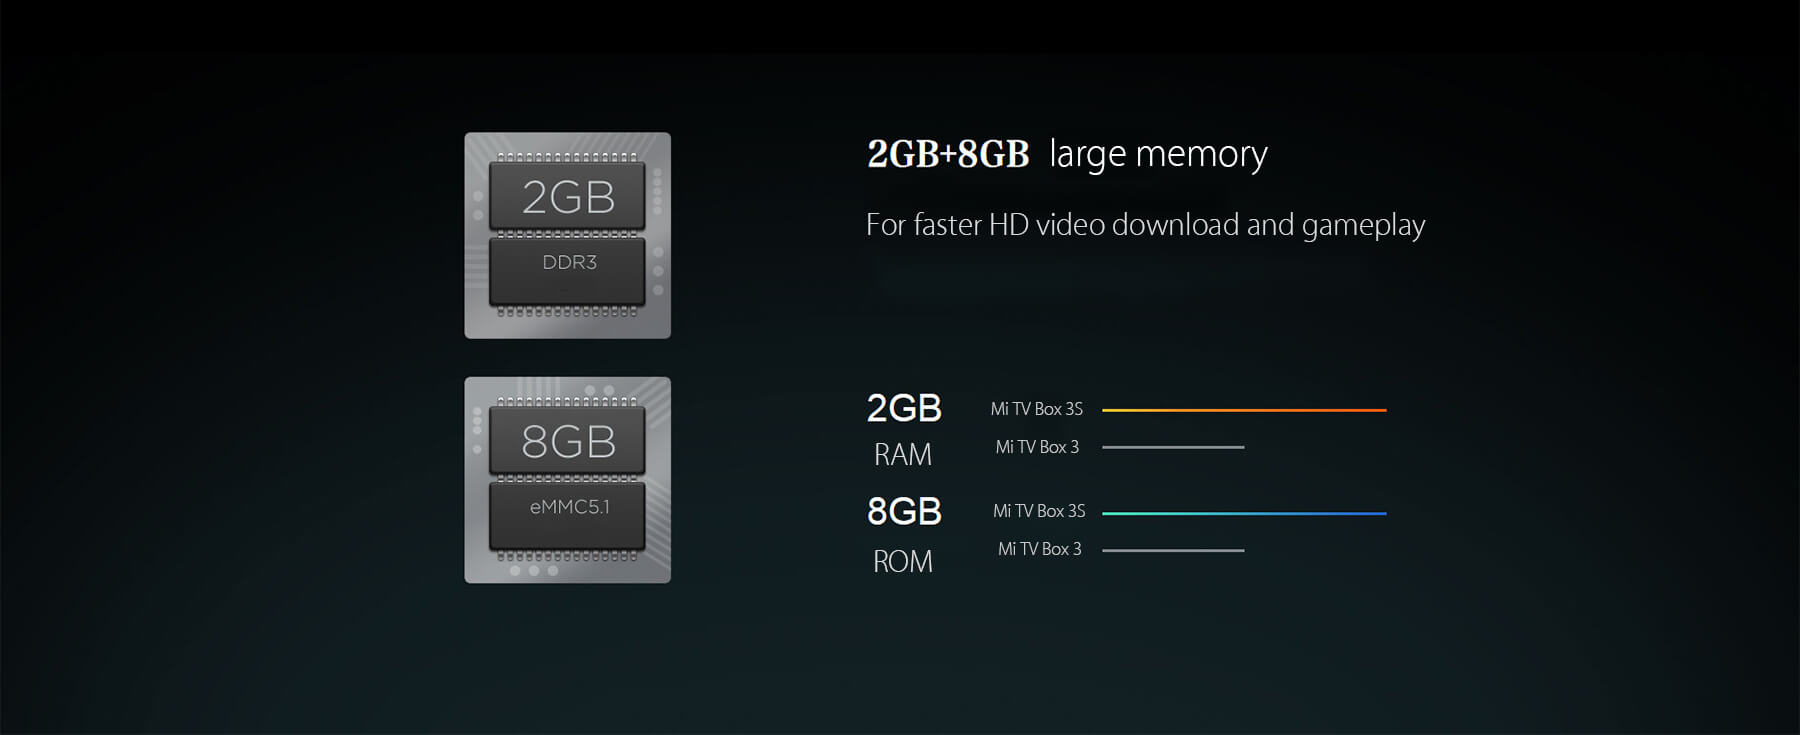 2GB
DDR3
8GB
eMMC5.1
2GB+8GB large memory
For faster HD video download and gameplay
2GB
RAM
Mi TV Box 3S
Mi TV Box 3
8GB
ROM
Mi TV Box 3S
Mi TV Box 3